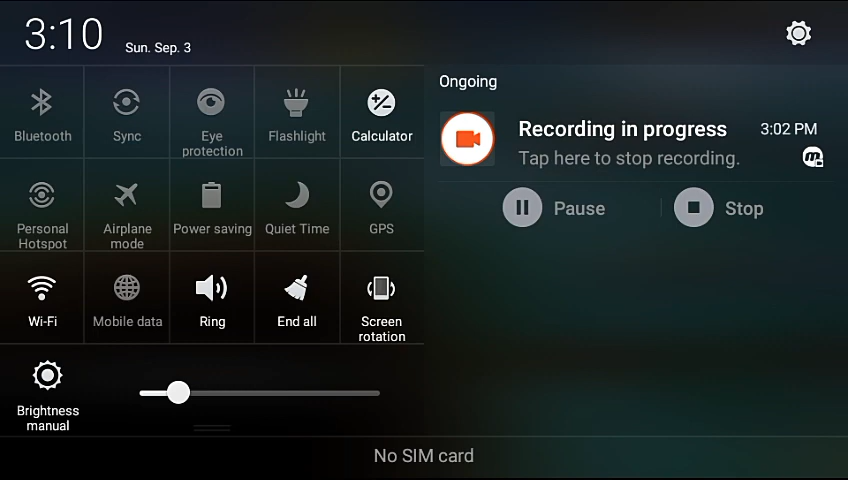 3:10
Sun. Sep. 3
Bluetooth
Sync
Eye
protection
Flashlight
Calculator
Personal
Hotspot
Airplane
mode
Power saving
Quiet Time
GPS
Wi-Fi
Mobile data
Ring
End all
Screen
rotation
Brightness
manual
Ongoing
Recording in progress
3:02 PM
Tap here to stop recording.
m
Pause
Stop
No SIM card